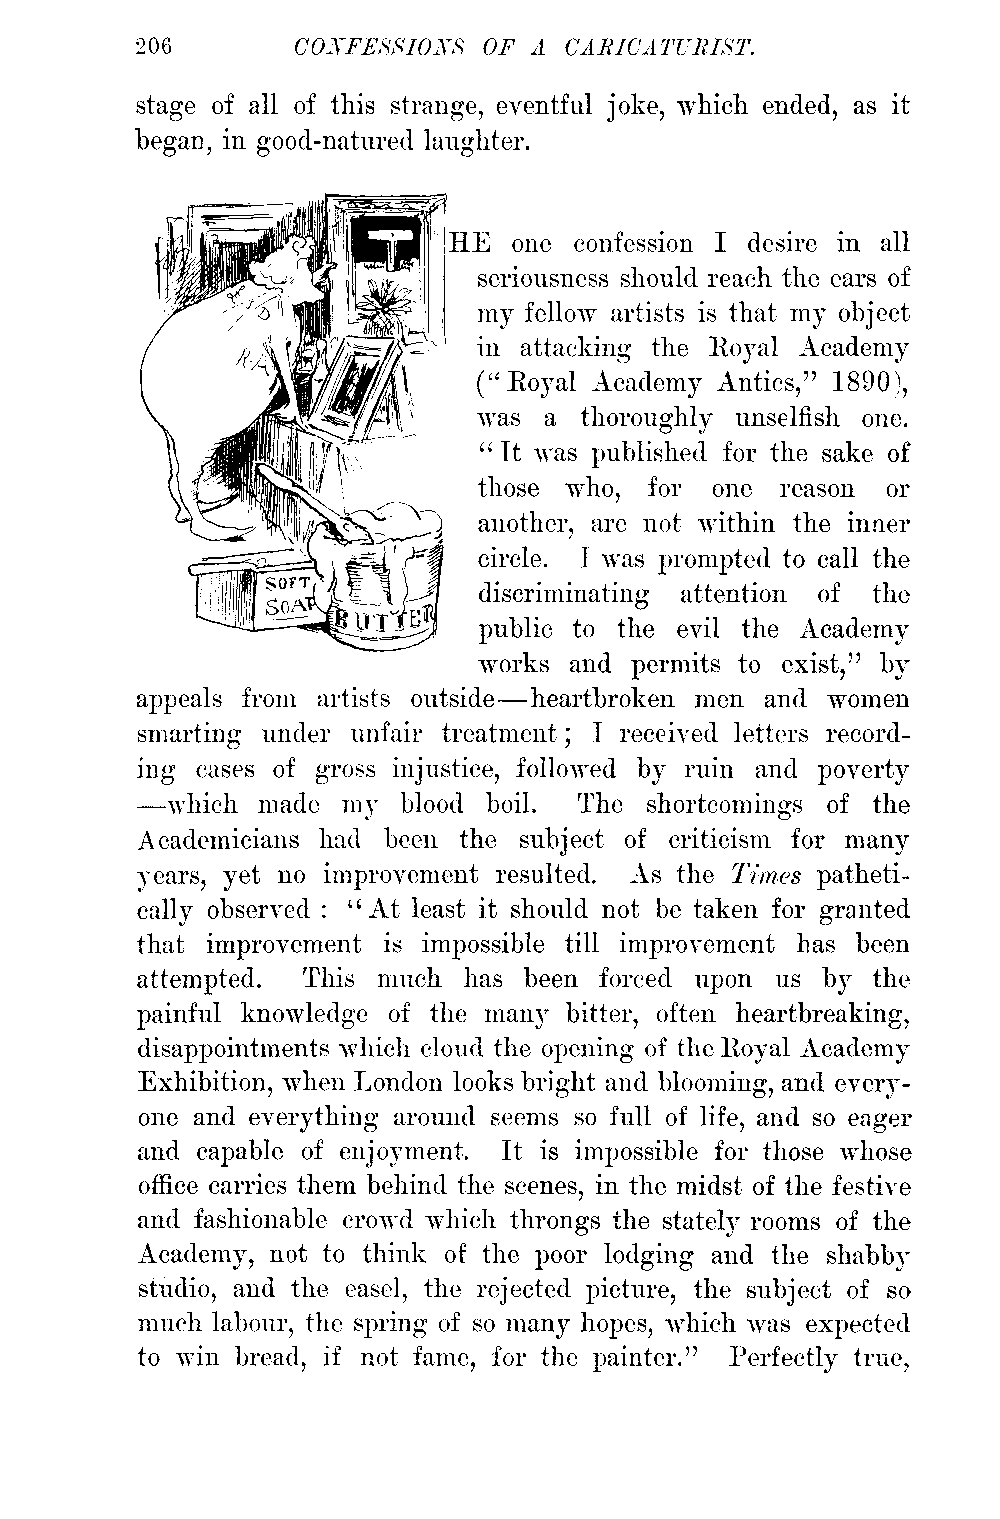 206 CONFESSIONS OF A CARICATURIST.
stage of all of this strange, eventful joke, which ended, as it
began, in good-natured laughter.
R.A.
SOFT
SOAP
BUTTER
THE one confession I desire in all
seriousness should reach the ears of
my fellow artists is that my object
in attacking the Royal Academy
(“Royal Academy Antics,” 1890),
was a thoroughly unselfish one.
“It was published for the sake of
those who, for one reason or
another, are not within the inner
circle. I was prompted to call the
discriminating attention of the
public to the evil the Academy
works and permits to exist,” by
appeals from artists outside—heartbroken men and women
smarting under unfair treatment; I received letters record-
ing cases of gross injustice, followed by ruin and poverty
—which made my blood boil. The shortcomings of the
Academicians had been the subject of criticism for many
years, yet no improvement resulted. As the Times patheti-
cally observed : “At least it should not be taken for granted
that improvement is impossible till improvement has been
attempted. This much has been forced upon us by the
painful knowledge of the many bitter, often heartbreaking,
disappointments which cloud the opening of the Royal Academy
Exhibition, when London looks bright and blooming, and every-
one and everything around seems so full of life, and so eager
and capable of enjoyment. It is impossible for those whose
office carries them behind the scenes, in the midst of the festive
and fashionable crowd which throngs the stately rooms of the
Academy, not to think of the poor lodging and the shabby
studio, and the easel, the rejected picture, the subject of so
much labour, the spring of so many hopes, which was expected
to win bread, if not fame, for the painter.” Perfectly true,